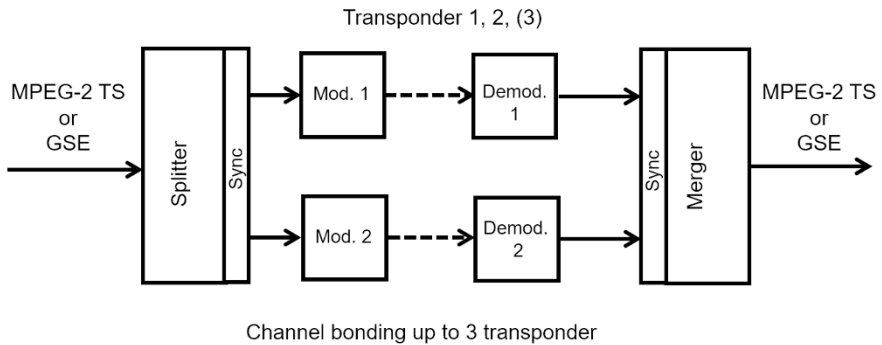 Transponder 1, 2, (3)
MPEG-2 TS
or
GSE
Splitter
Sync
Mod. 1
Demod.
1
Mod. 2
Demod.
2
Sync
Merger
MPEG-2 TS
or
GSE
Channel bonding up to 3 transponder